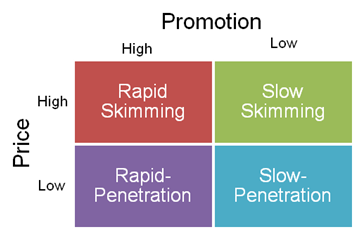 Promotion
High
Low
Price
High
Rapid
Skimming
Slow
Skimming
Low
Rapid-
Penetration
Slow-
Penetration